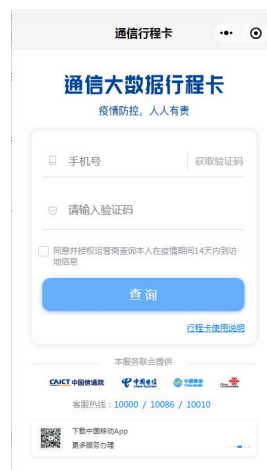 通信行程卡
通信大数据行程卡
疫情防控，人人有责
手机号 获取验证码
请输入验证码
同意并授权运营商查询本人在疫情期间14天内到访
地信息
查询
行程卡使用说明
本服务联合提供
CAICT 中国信通院 中国电信 中国移动
客服热线：10000 / 10086 / 10010
下载中国移动App
更多服务办理